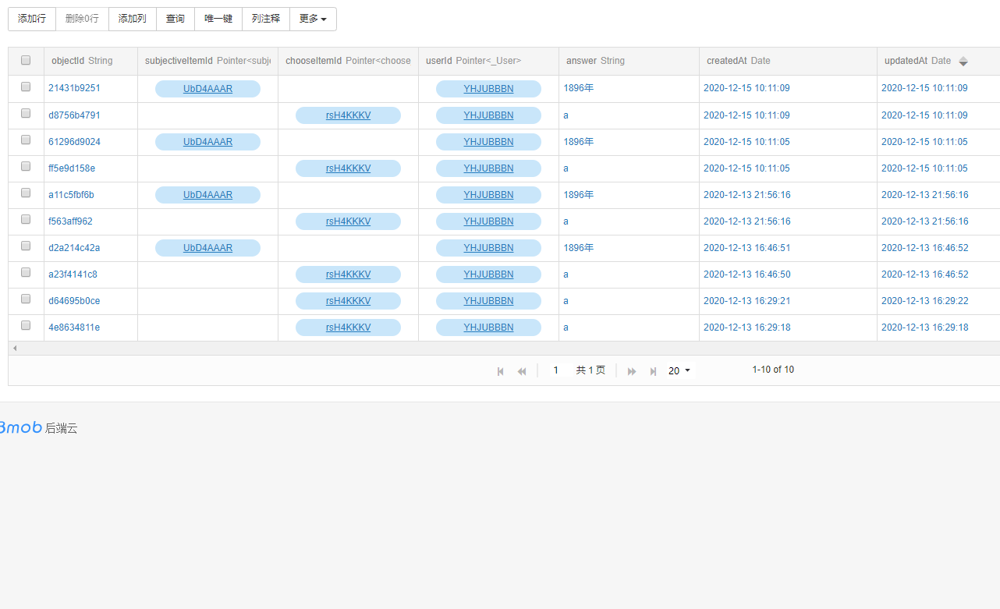 添加行 删除0行 添加列 查询 唯一键 列注释 更多
objectId String subjectiveItemId Pointer<subje chooseItemId Pointer<choose userId Pointer<_User> answer String createdAt Date updatedAt Date
21431b9251 UbD4AAAR YHJUBBBN 1896年 2020-12-15 10:11:09 2020-12-15 10:11:09
d8756b4791 rsH4KKKV YHJUBBBN a 2020-12-15 10:11:09 2020-12-15 10:11:09
61296d9024 UbD4AAAR YHJUBBBN 1896年 2020-12-15 10:11:05 2020-12-15 10:11:05
ff5e9d158e rsH4KKKV YHJUBBBN a 2020-12-15 10:11:05 2020-12-15 10:11:05
a11c5fbf6b UbD4AAAR YHJUBBBN 1896年 2020-12-13 21:56:16 2020-12-13 21:56:16
f563aff962 rsH4KKKV YHJUBBBN a 2020-12-13 21:56:16 2020-12-13 21:56:16
d2a214c42a UbD4AAAR YHJUBBBN 1896年 2020-12-13 16:46:51 2020-12-13 16:46:52
a23f4141c8 rsH4KKKV YHJUBBBN a 2020-12-13 16:46:50 2020-12-13 16:46:52
d64695b0ce rsH4KKKV YHJUBBBN a 2020-12-13 16:29:21 2020-12-13 16:29:22
4e8634811e rsH4KKKV YHJUBBBN a 2020-12-13 16:29:18 2020-12-13 16:29:18
1 共 1 页 20 1-10 of 10
Bmob 后端云